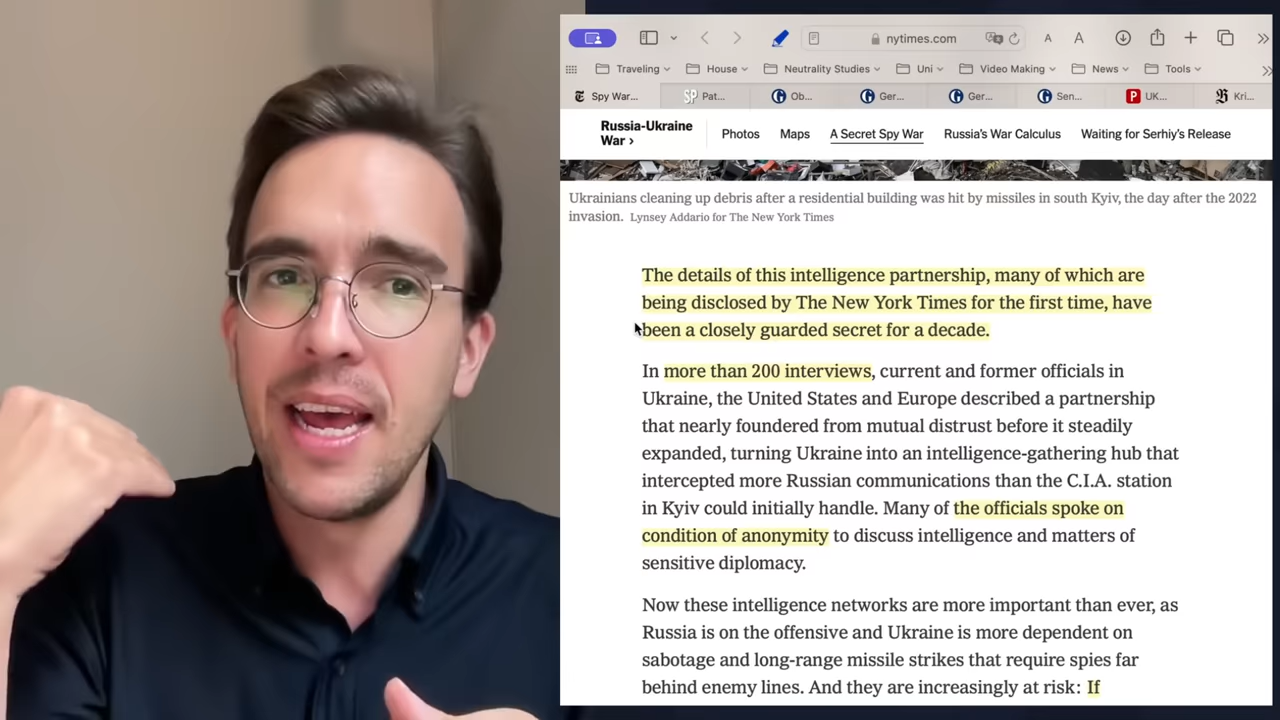 nytimes.com
A A
Traveling House Neutrality Studies Uni Video Making News Tools
Spy War... Pat... Ob... Ger... Ger... Sen... UK... Kri...
Russia-Ukraine
War ›
Photos Maps A Secret Spy War Russia's War Calculus Waiting for Serhiy's Release
Ukrainians cleaning up debris after a residential building was hit by missiles in south Kyiv, the day after the 2022
invasion. Lynsey Addario for The New York Times
The details of this intelligence partnership, many of which are
being disclosed by The New York Times for the first time, have
been a closely guarded secret for a decade.
In more than 200 interviews, current and former officials in
Ukraine, the United States and Europe described a partnership
that nearly foundered from mutual distrust before it steadily
expanded, turning Ukraine into an intelligence-gathering hub that
intercepted more Russian communications than the C.I.A. station
in Kyiv could initially handle. Many of the officials spoke on
condition of anonymity to discuss intelligence and matters of
sensitive diplomacy.
Now these intelligence networks are more important than ever, as
Russia is on the offensive and Ukraine is more dependent on
sabotage and long-range missile strikes that require spies far
behind enemy lines. And they are increasingly at risk: If